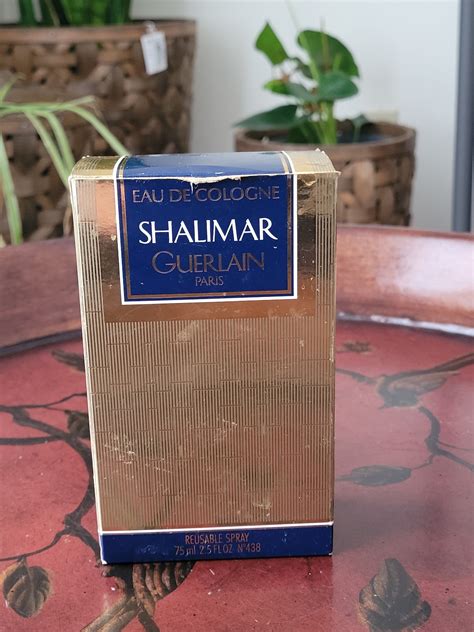 EAU DE COLOGNE
SHALIMAR
GUERLAIN
PARIS
REUSABLE SPRAY
75 ml 2.5 FL OZ N°438